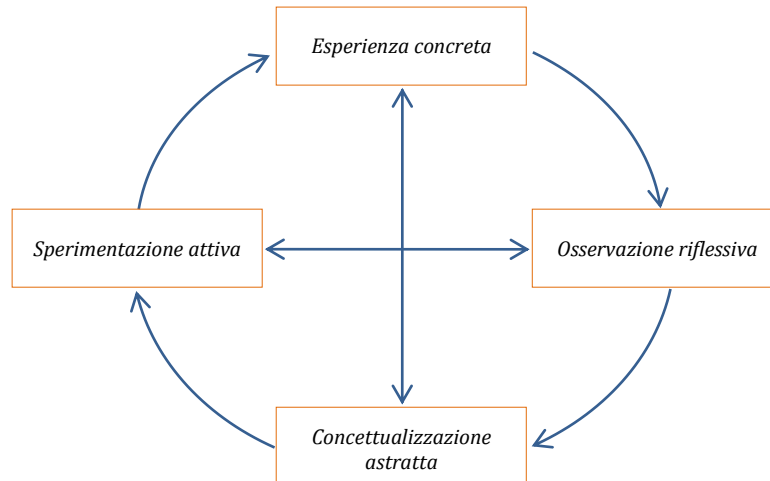 Esperienza concreta
Sperimentazione attiva
Osservazione riflessiva
Concettualizzazione
astratta